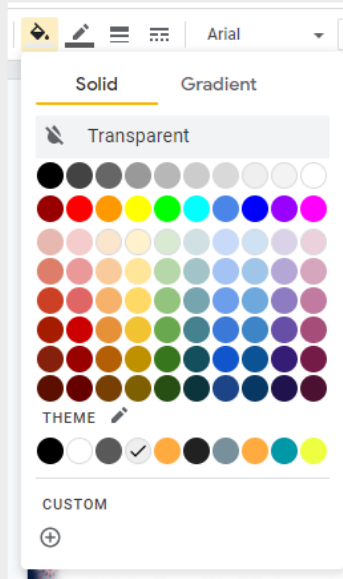 Arial
Solid Gradient
Transparent
THEME
CUSTOM